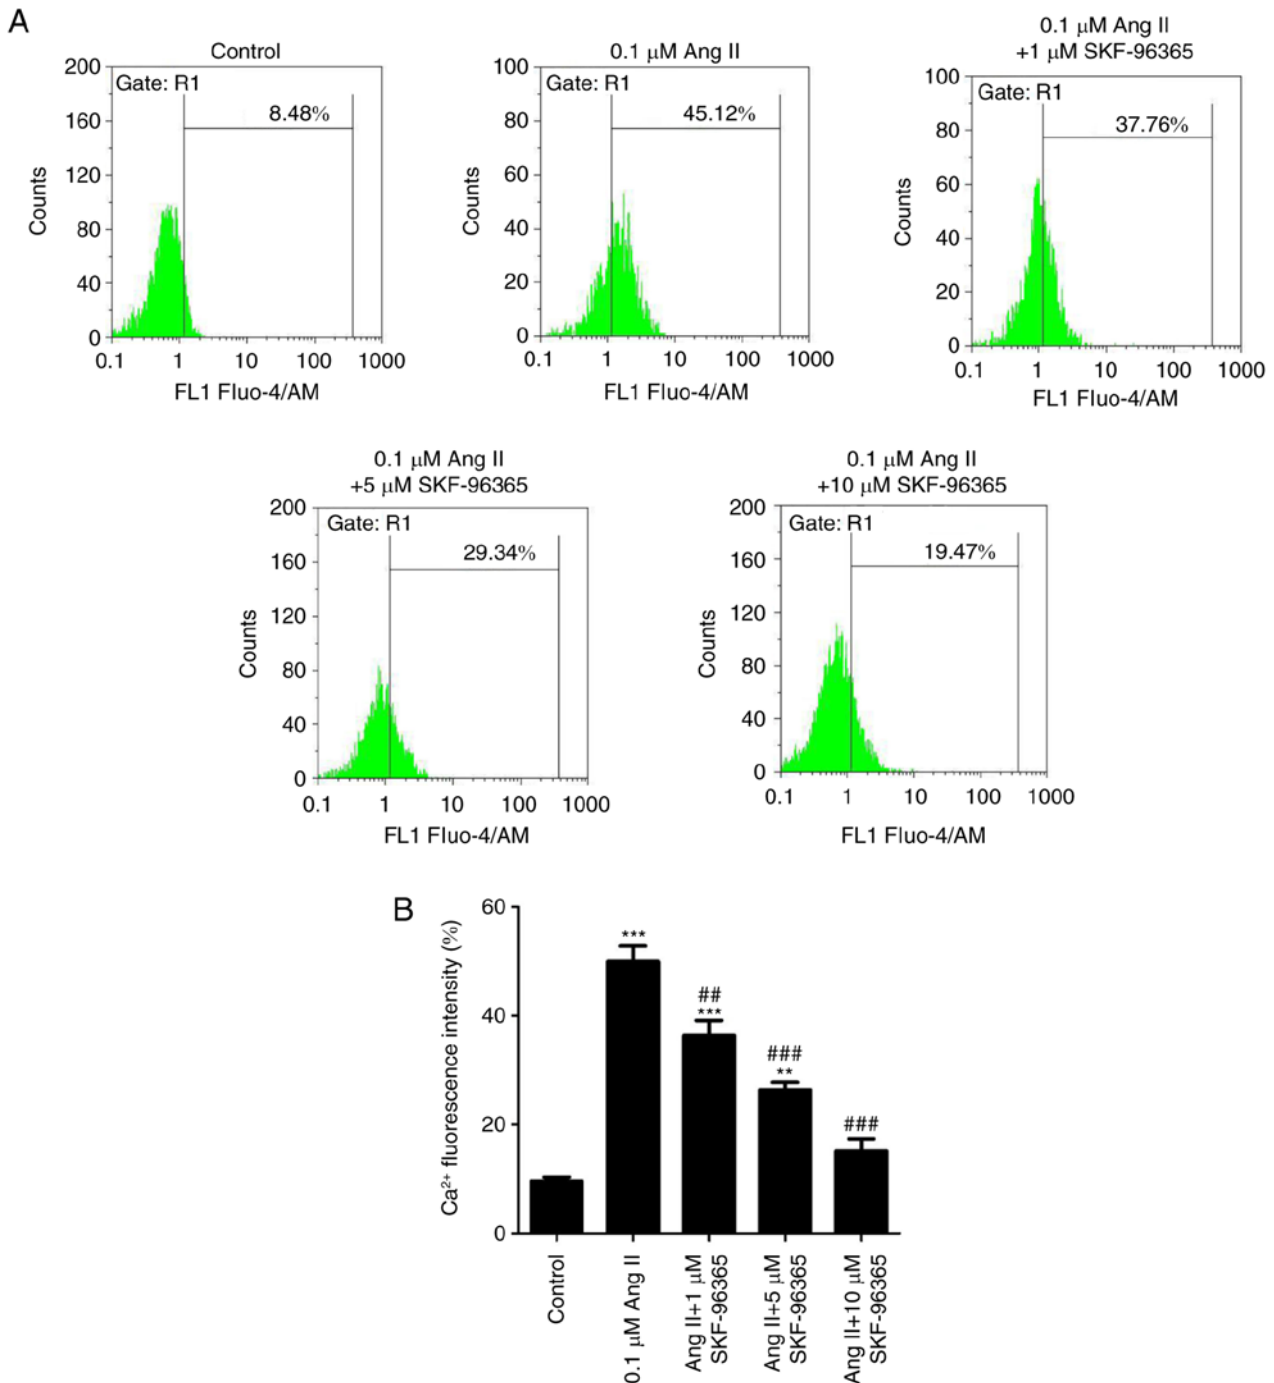 A
Control
200
160
120
80
40
0
Counts
Gate: R1
8.48%
0.1 1 10 100 1000
FL1 Fluo-4/AM
0.1 μM Ang II
100
80
60
40
20
0
Counts
Gate: R1
45.12%
0.1 1 10 100 1000
FL1 Fluo-4/AM
0.1 μM Ang II
+1 μM SKF-96365
100
80
60
40
20
0
Counts
Gate: R1
37.76%
0.1 1 10 100 1000
FL1 Fluo-4/AM
0.1 μM Ang II
+5 μM SKF-96365
200
160
120
80
40
0
Counts
Gate: R1
29.34%
0.1 1 10 100 1000
FL1 Fluo-4/AM
0.1 μM Ang II
+10 μM SKF-96365
200
160
120
80
40
0
Counts
Gate: R1
19.47%
0.1 1 10 100 1000
FL1 Fluo-4/AM
B
Ca²⁺ fluorescence intensity (%)
60
40
20
0
***
##
***
###
**
###
Control
0.1 μM Ang II
Ang II+1 μM
SKF-96365
Ang II+5 μM
SKF-96365
Ang II+10 μM
SKF-96365